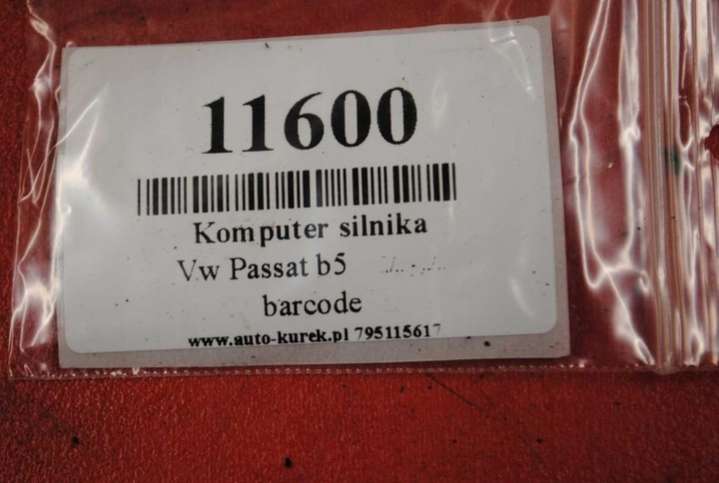 11600
Komputer silnika
Vw Passat b5
barcode
www.auto-kurek.pl 795115617